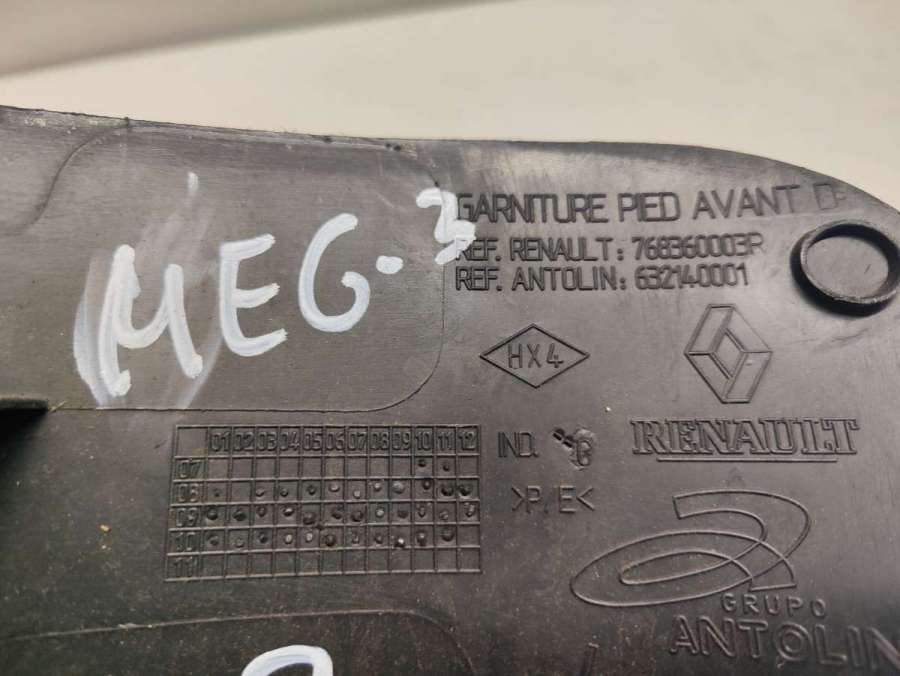 MEG.3
GARNITURE PIED AVANT D
REF. RENAULT : 768360003R
REF. ANTOLIN : 632140001
HX4
RENAULT
01 02 03 04 05 06 07 08 09 10 11 12
07
08
09
10
11
IND.
>P/E<
GRUPO
ANTOLIN